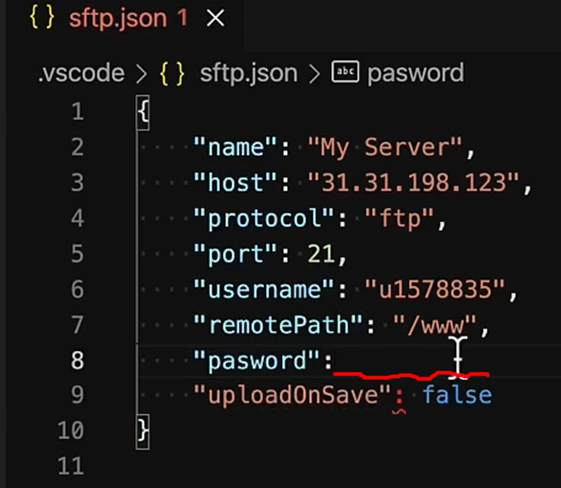 { } sftp.json 1 ×
.vscode > { } sftp.json > abc pasword
1 {
2 "name": "My Server",
3 "host": "31.31.198.123",
4 "protocol": "ftp",
5 "port": 21,
6 "username": "u1578835",
7 "remotePath": "/www",
8 "pasword":
9 "uploadOnSave": false
10 }
11